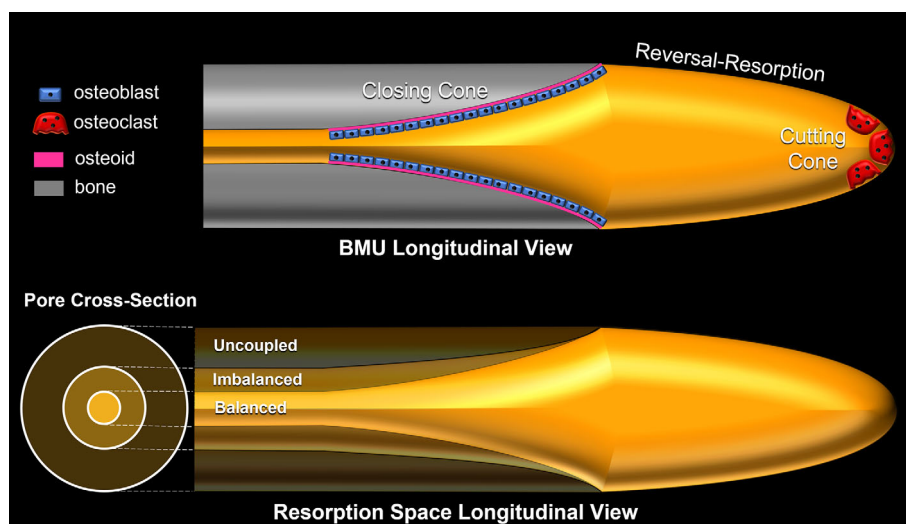 Reversal-Resorption
osteoblast
osteoclast
osteoid
bone
Closing Cone
Cutting
Cone
BMU Longitudinal View
Pore Cross-Section
Uncoupled
Imbalanced
Balanced
Resorption Space Longitudinal View